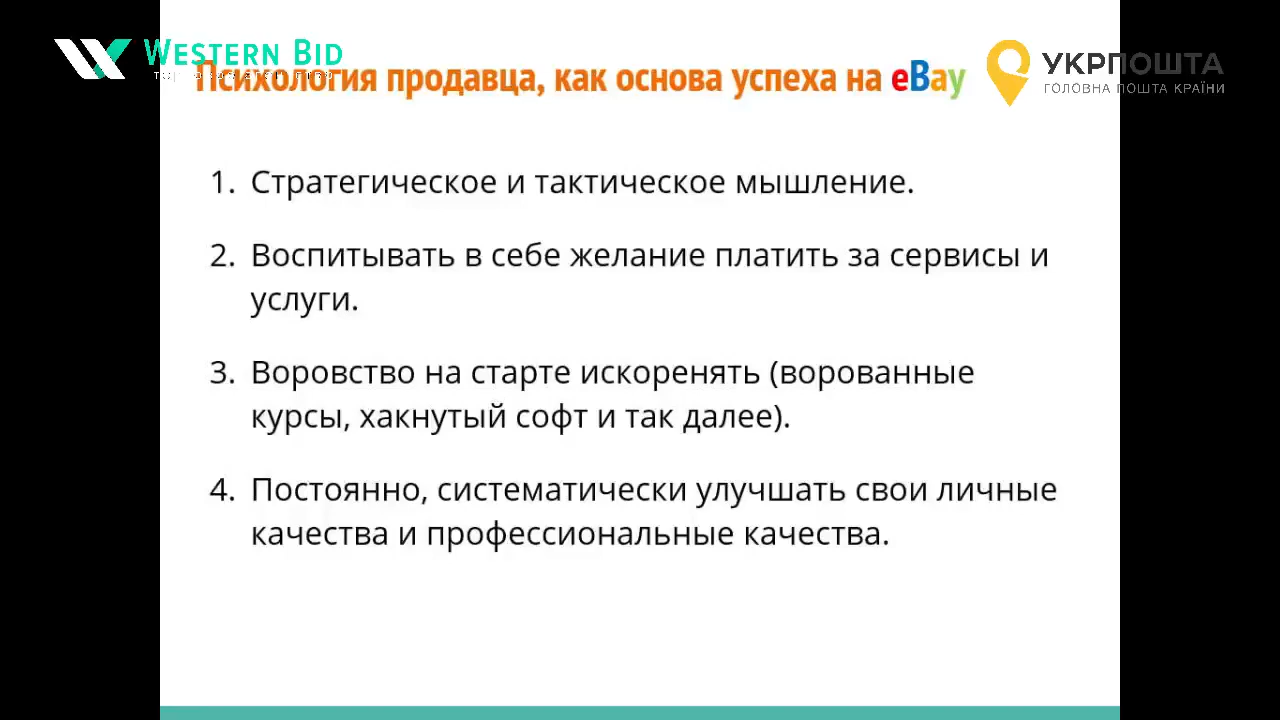 WESTERN BID
УКРПОШТА
ГОЛОВНА ПОШТА КРАЇНИ
Психология продавца, как основа успеха на eBay
1. Стратегическое и тактическое мышление.
2. Воспитывать в себе желание платить за сервисы и
услуги.
3. Воровство на старте искоренять (ворованные
курсы, хакнутый софт и так далее).
4. Постоянно, систематически улучшать свои личные
качества и профессиональные качества.